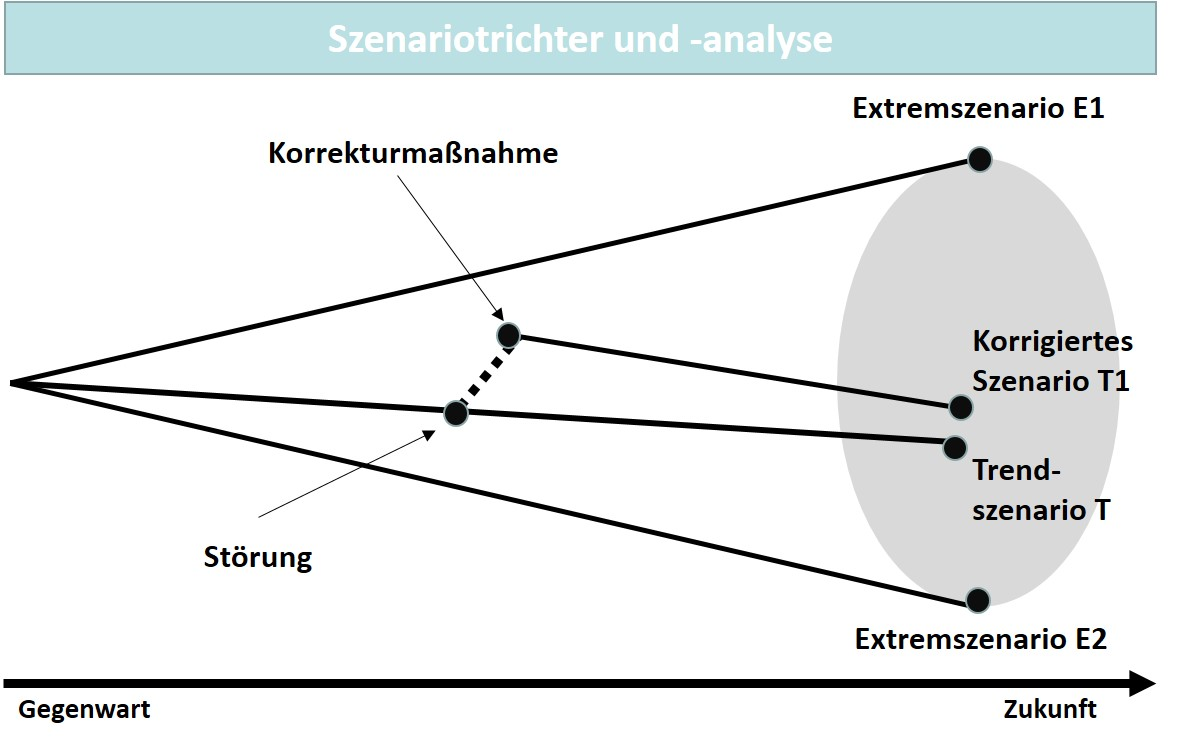 Szenariotrichter und -analyse
Extremszenario E1
Korrekturmaßnahme
Korrigiertes
Szenario T1
Trend-
szenario T
Störung
Extremszenario E2
Gegenwart
Zukunft